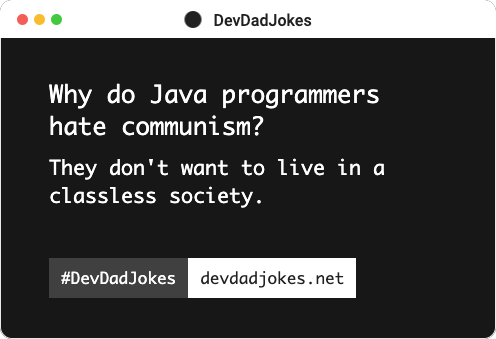 DevDadJokes
Why do Java programmers
hate communism?
They don't want to live in a
classless society.
#DevDadJokes devdadjokes.net